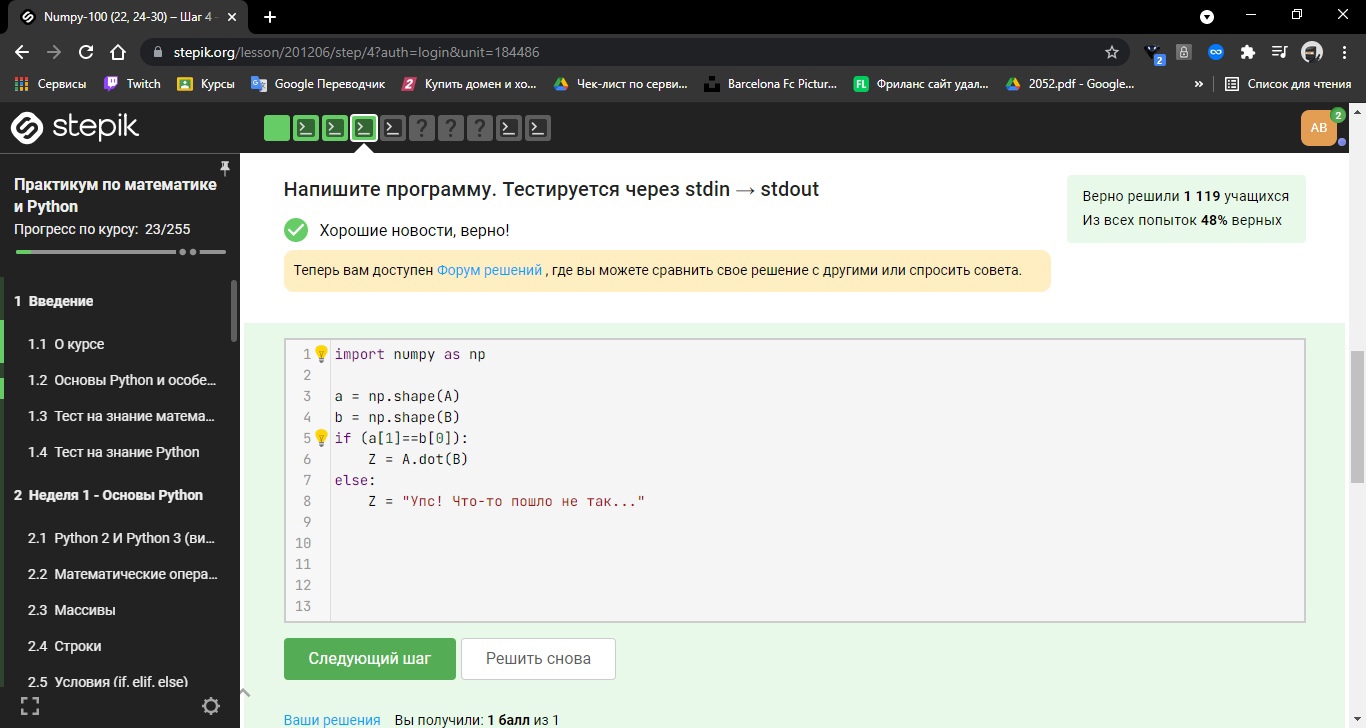 Numpy-100 (22, 24-30) – Шаг 4
stepik.org/lesson/201206/step/4?auth=login&unit=184486
2
Сервисы
Twitch
Курсы
Google Переводчик
Купить домен и хо...
Чек-лист по серви...
Barcelona Fc Pictur...
FL Фриланс сайт удал...
2052.pdf - Google...
»
Список для чтения
stepik
? ? ?
АВ 2
Практикум по математике
и Python
Прогресс по курсу: 23/255
1 Введение
1.1 О курсе
1.2 Основы Python и особе...
1.3 Тест на знание матема...
1.4 Тест на знание Python
2 Неделя 1 - Основы Python
2.1 Python 2 И Python 3 (ви...
2.2 Математические опера...
2.3 Массивы
2.4 Строки
2.5 Условия (if, elif, else)
Напишите программу. Тестируется через stdin → stdout
Хорошие новости, верно!
Теперь вам доступен Форум решений , где вы можете сравнить свое решение с другими или спросить совета.
Верно решили 1 119 учащихся
Из всех попыток 48% верных
1 import numpy as np
2
3 a = np.shape(A)
4 b = np.shape(B)
5 if (a[1]==b[0]):
6 Z = A.dot(B)
7 else:
8 Z = "Упс! Что-то пошло не так..."
9
10
11
12
13
Следующий шаг
Решить снова
Ваши решения Вы получили: 1 балл из 1